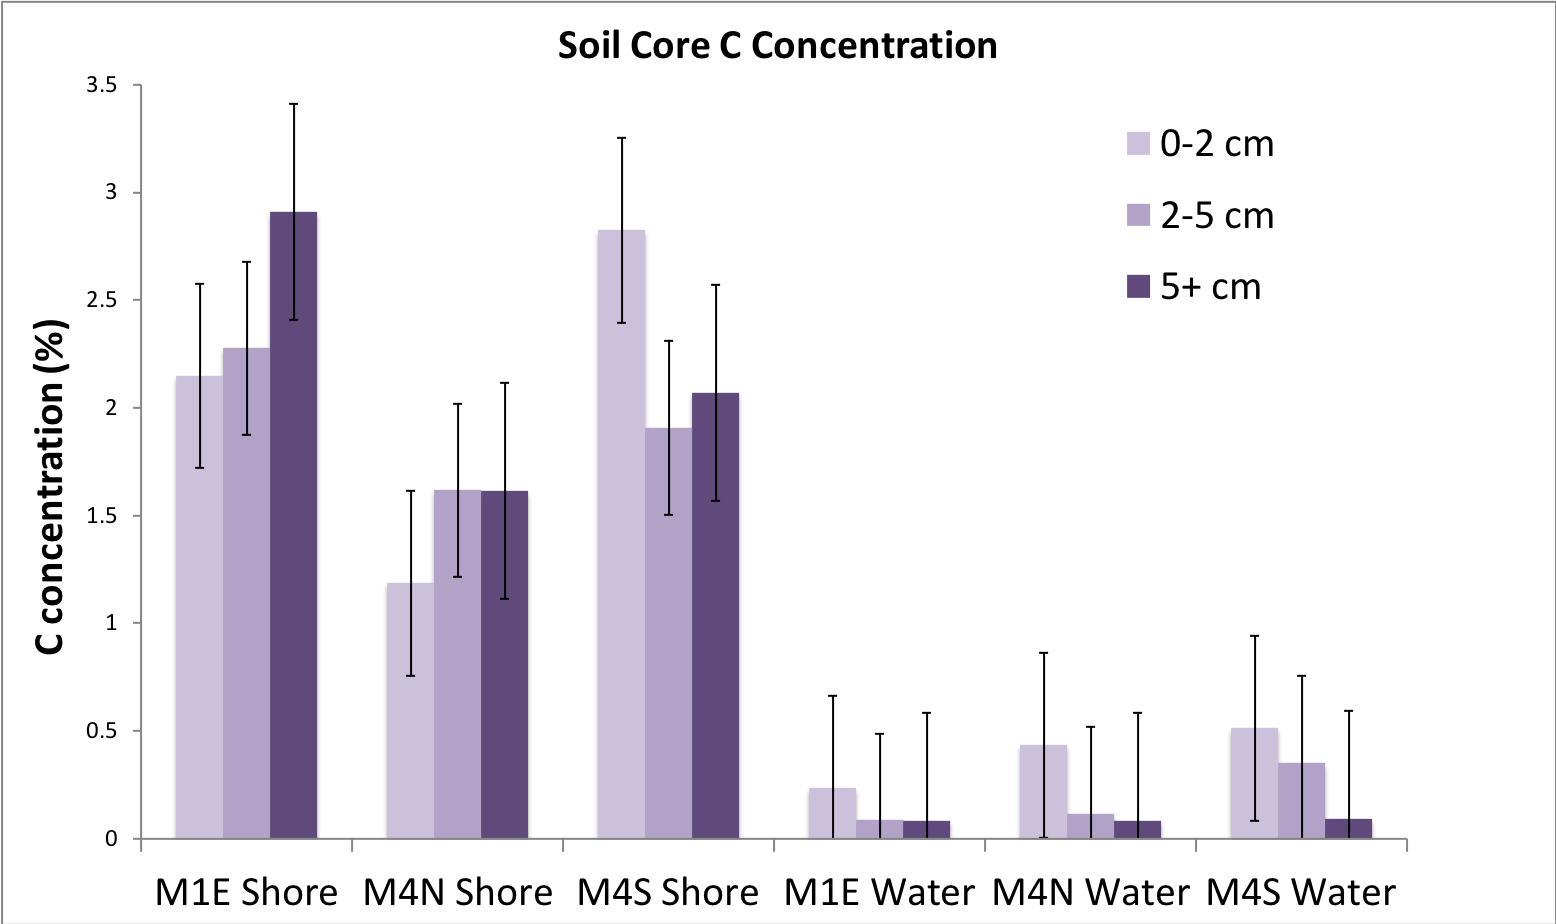 Soil Core C Concentration
3.5
3
2.5
2
1.5
1
0.5
0
C concentration (%)
0-2 cm
2-5 cm
5+ cm
M1E Shore M4N Shore M4S Shore M1E Water M4N Water M4S Water